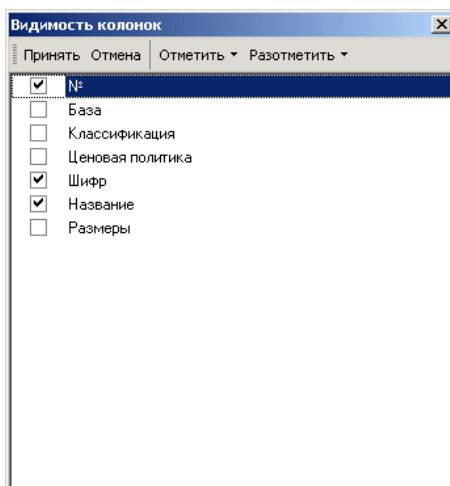 Видимость колонок
Принять Отмена Отметить Разотметить
№
База
Классификация
Ценовая политика
Шифр
Название
Размеры